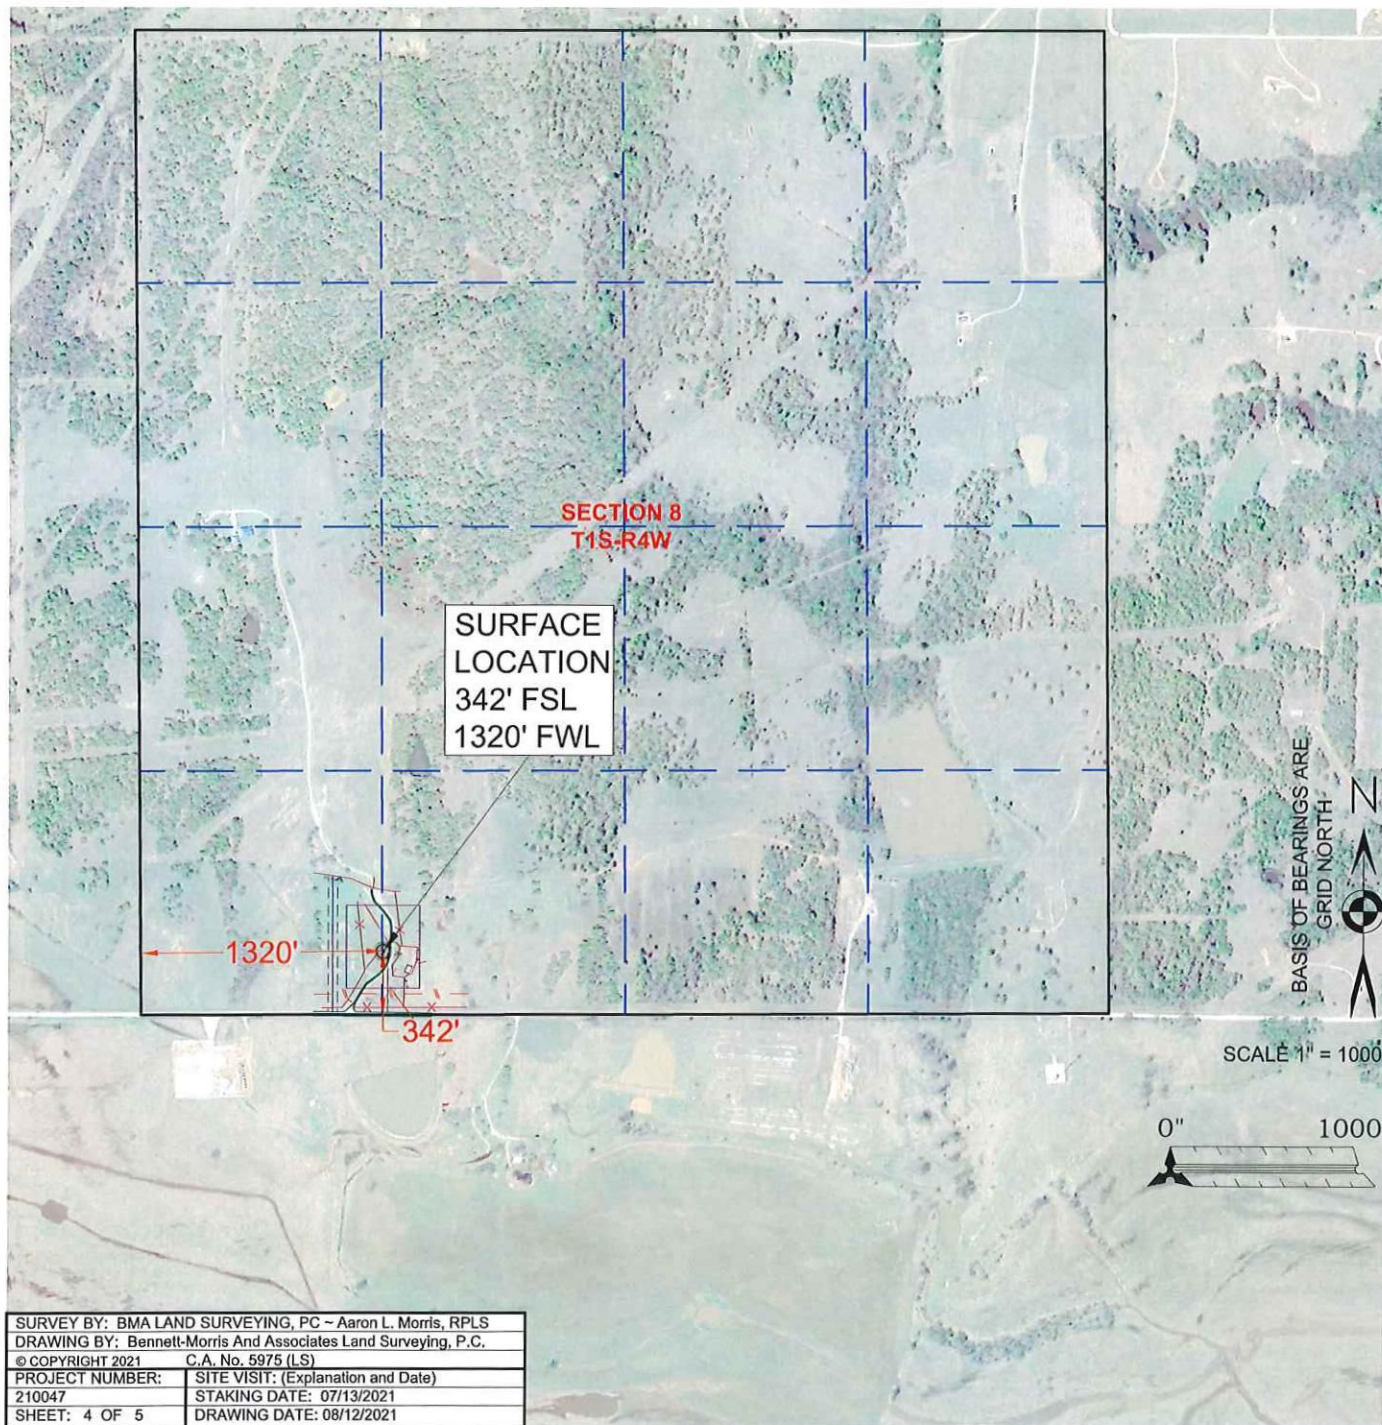 SECTION 8
T1S-R4W
SURFACE
LOCATION
342' FSL
1320' FWL
1320'
342'
BASIS OF BEARINGS ARE
GRID NORTH
N
SCALE 1" = 1000
0" 1000
SURVEY BY: BMA LAND SURVEYING, PC ~ Aaron L. Morris, RPLS
DRAWING BY: Bennett-Morris And Associates Land Surveying, P.C.
© COPYRIGHT 2021 C.A. No. 5975 (LS)
PROJECT NUMBER: SITE VISIT: (Explanation and Date)
210047 STAKING DATE: 07/13/2021
SHEET: 4 OF 5 DRAWING DATE: 08/12/2021